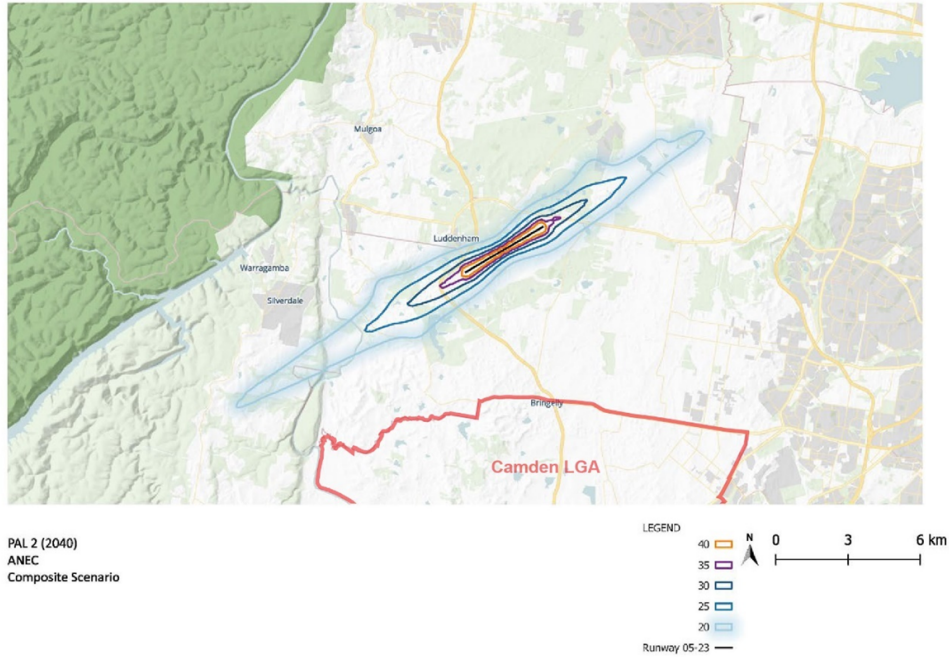 Mulgoa
Luddenham
Warragamba
Silverdale
Bringelly
Camden LGA
PAL 2 (2040)
ANEC
Composite Scenario
LEGEND
40
35
30
25
20
Runway 05-23
N
0 3 6 km